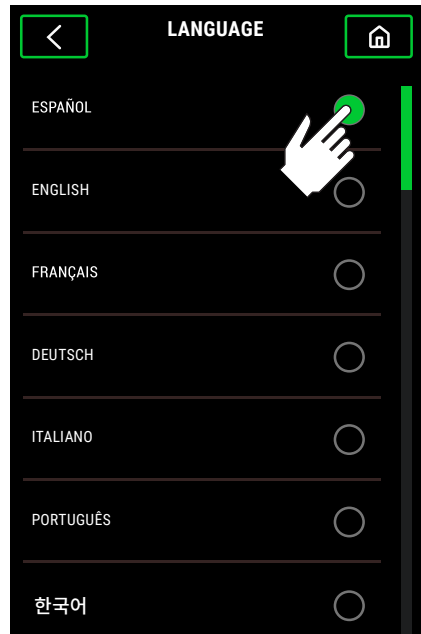 LANGUAGE
ESPAÑOL
ENGLISH
FRANÇAIS
DEUTSCH
ITALIANO
PORTUGUÊS
한국어